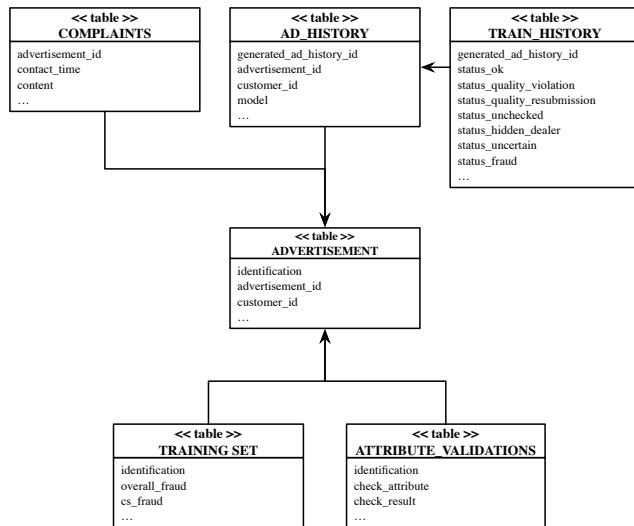 << table >>
COMPLAINTS
advertisement_id
contact_time
content
…
<< table >>
AD_HISTORY
generated_ad_history_id
advertisement_id
customer_id
model
…
<< table >>
TRAIN_HISTORY
generated_ad_history_id
status_ok
status_quality_violation
status_quality_resubmission
status_unchecked
status_hidden_dealer
status_uncertain
status_fraud
…
<< table >>
ADVERTISEMENT
identification
advertisement_id
customer_id
…
<< table >>
TRAINING SET
identification
overall_fraud
cs_fraud
…
<< table >>
ATTRIBUTE_VALIDATIONS
identification
check_attribute
check_result
…